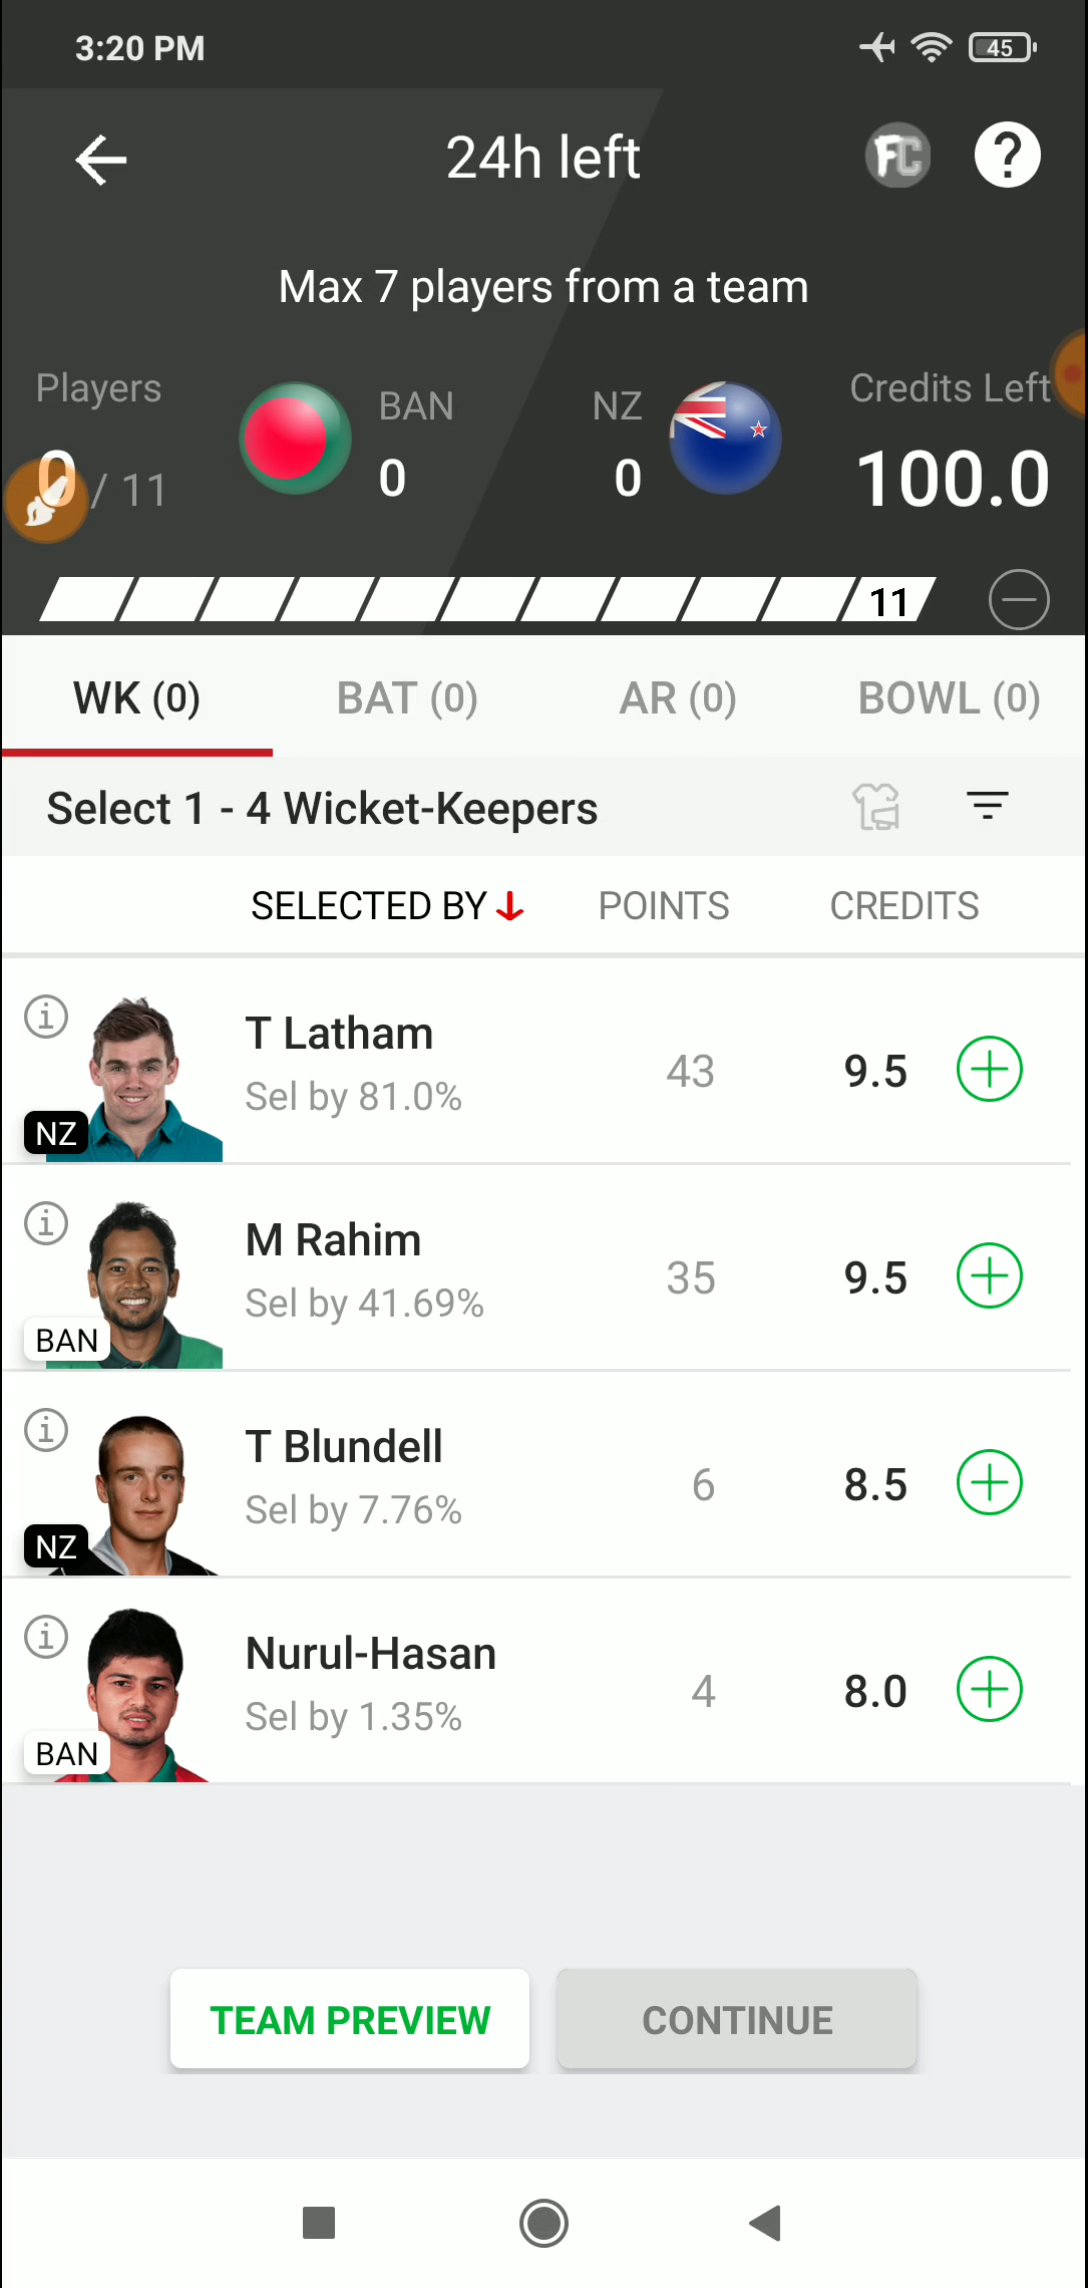 3:20 PM
45
24h left
FC
?
Max 7 players from a team
Players
BAN
NZ
Credits Left
0 / 11
0
0
100.0
11
WK (0)
BAT (0)
AR (0)
BOWL (0)
Select 1 - 4 Wicket-Keepers
SELECTED BY
POINTS
CREDITS
i
T Latham
Sel by 81.0%
43
9.5
NZ
i
M Rahim
Sel by 41.69%
35
9.5
BAN
i
T Blundell
Sel by 7.76%
6
8.5
NZ
i
Nurul-Hasan
Sel by 1.35%
4
8.0
BAN
TEAM PREVIEW
CONTINUE